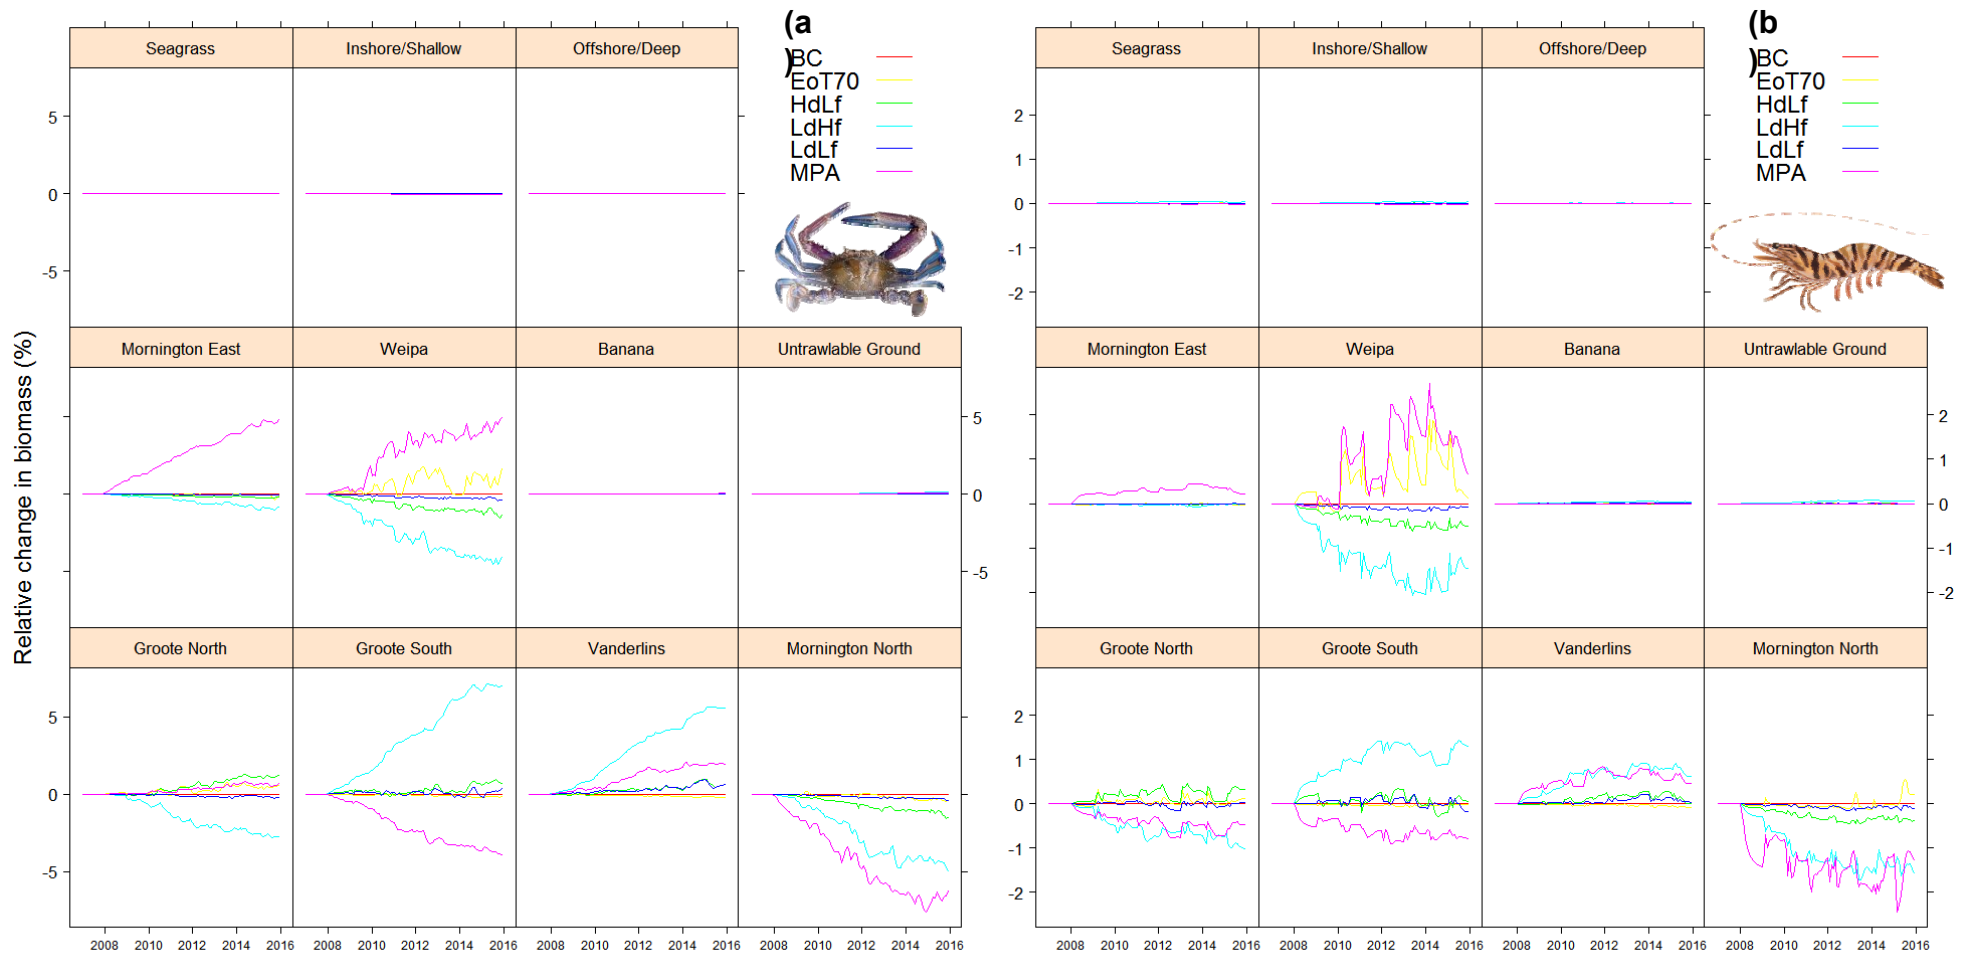 (a
)
BC
EoT70
HdLf
LdHf
LdLf
MPA
Relative change in biomass (%)
Seagrass Inshore/Shallow Offshore/Deep
5
0
-5
Mornington East Weipa Banana Untrawlable Ground
5
0
-5
Groote North Groote South Vanderlins Mornington North
5
0
-5
2008 2010 2012 2014 2016 2008 2010 2012 2014 2016 2008 2010 2012 2014 2016 2008 2010 2012 2014 2016
(b
)
BC
EoT70
HdLf
LdHf
LdLf
MPA
Seagrass Inshore/Shallow Offshore/Deep
2
1
0
-1
-2
Mornington East Weipa Banana Untrawlable Ground
2
1
0
-1
-2
Groote North Groote South Vanderlins Mornington North
2
1
0
-1
-2
2008 2010 2012 2014 2016 2008 2010 2012 2014 2016 2008 2010 2012 2014 2016 2008 2010 2012 2014 2016